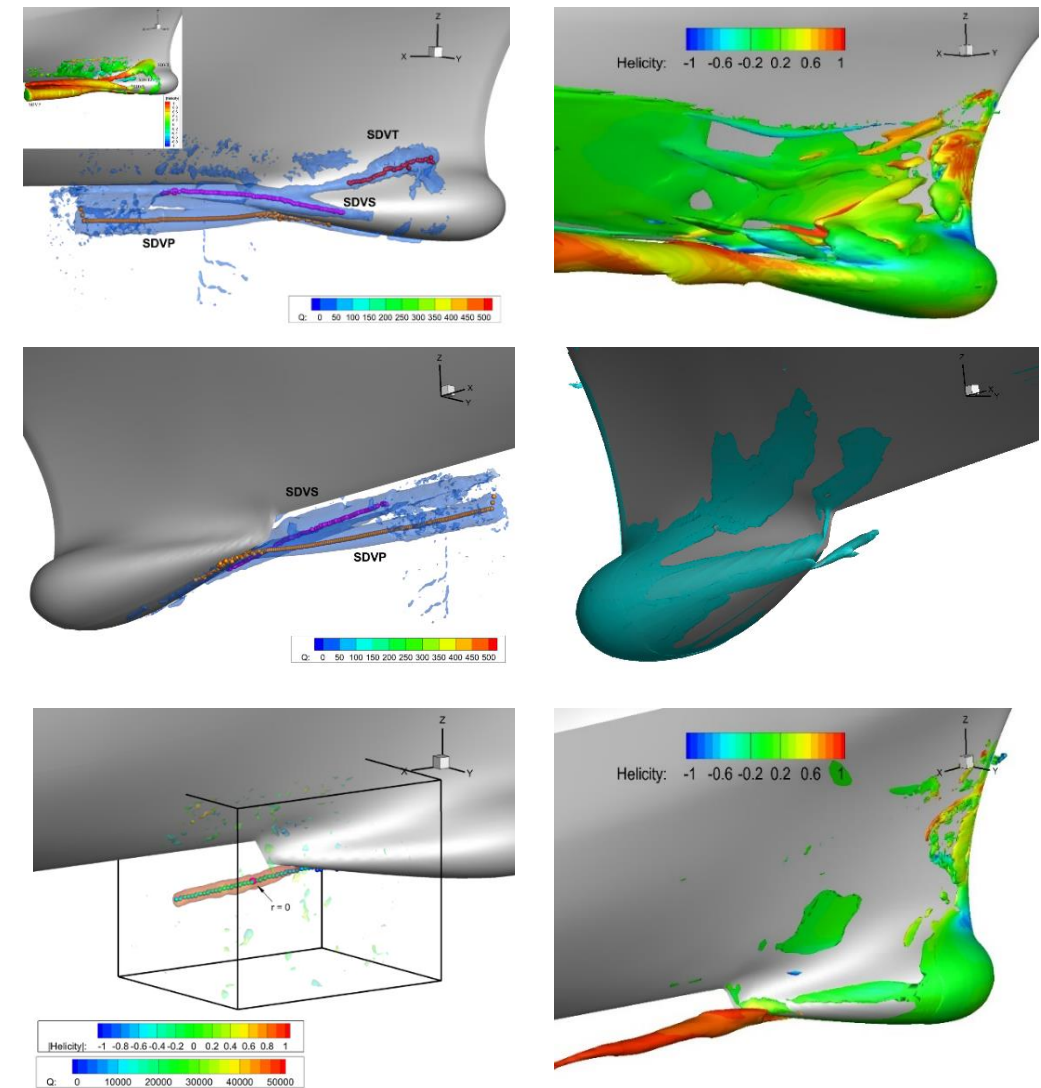 Z
X
Y
SDVT
SDVS
SDVP
Q: 0 50 100 150 200 250 300 350 400 450 500
Z
X
Y
Helicity: -1 -0.6 -0.2 0.2 0.6 1
Z
X
Y
SDVS
SDVP
Q: 0 50 100 150 200 250 300 350 400 450 500
Z
X
Y
Z
X
Y
r = 0
|Helicity|: -1 -0.8 -0.6 -0.4 -0.2 0 0.2 0.4 0.6 0.8 1
Q: 0 10000 20000 30000 40000 50000
Z
X
Y
Helicity: -1 -0.6 -0.2 0.2 0.6 1